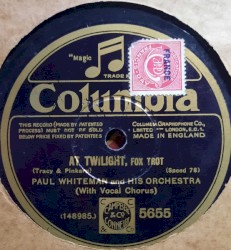 "Magic
TRADE
FRANCE
Columbia
THIS RECORD (MADE BY PATENTED
PROCESS) MUST NOT BE SOLD
BELOW PRICE FIXED BY PATENTEES
COLUMBIA GRAPHOPHONE CO.,
LIMITED LONDON, E.C.1.
MADE IN ENGLAND.
AT TWILIGHT, FOX TROT
(Tracy & Pinkard) (Speed 78)
PAUL WHITEMAN and HIS ORCHESTRA
(With Vocal Chorus)
(148985.)
& CO
5655